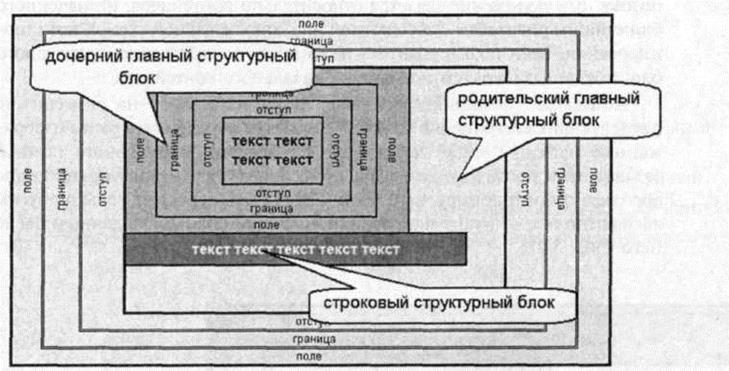 поле
граница
дочерний главный структурный
блок
отступ
родительский главный
структурный блок
поле
граница
отступ
поле
граница
отступ
текст текст
текст текст
отступ
граница
поле
отступ
граница
поле
отступ
граница
поле
текст текст текст текст текст
строковый структурный блок
граница
поле